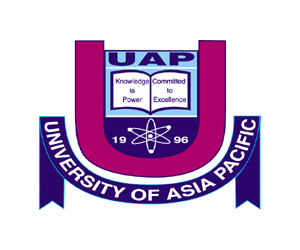 UAP
Knowledge
is
Power
Committed
to
Excellence
19 96
UNIVERSITY OF ASIA PACIFIC